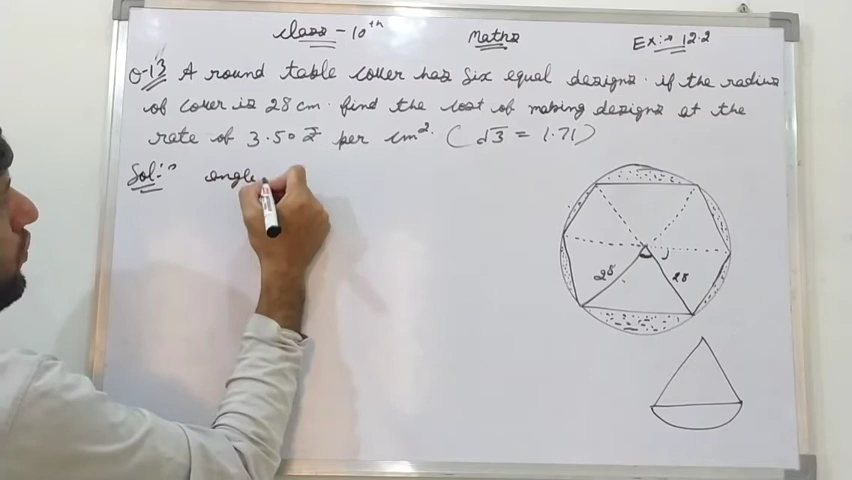 Class - 10th Maths Ex:→ 12.2
Q-13 A round table cover has six equal designs. if the radius
of cover is 28 cm. find the cost of making designs at the
rate of 3.50 ₹ per cm². (√3 = 1.71)
Sol:→ angle
28 28